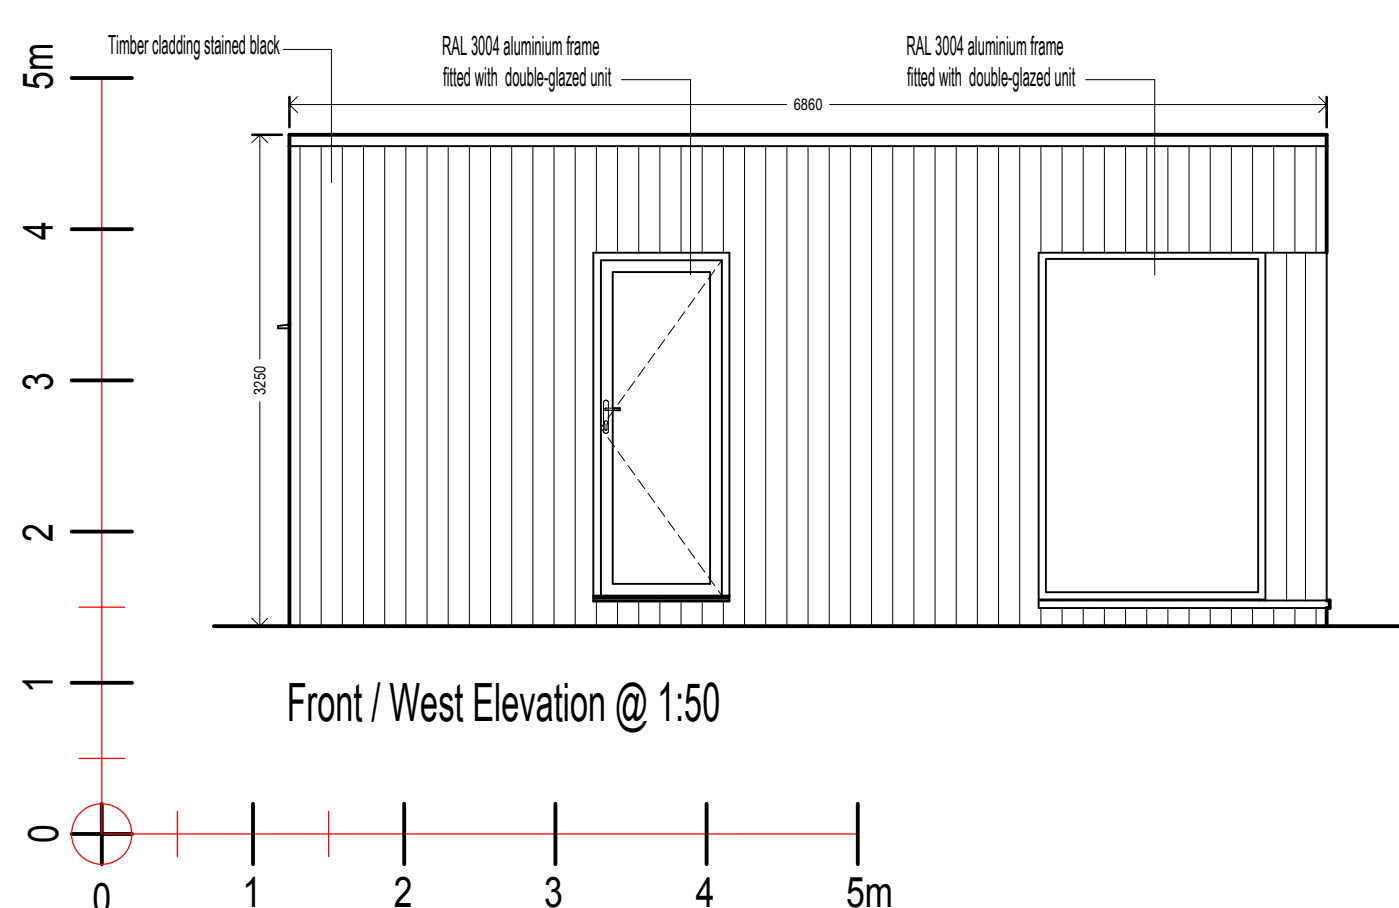 Timber cladding stained black
RAL 3004 aluminium frame
fitted with double-glazed unit
RAL 3004 aluminium frame
fitted with double-glazed unit
6860
3250
5m
4
3
2
1
0
Front / West Elevation @ 1:50
0
1
2
3
4
5m